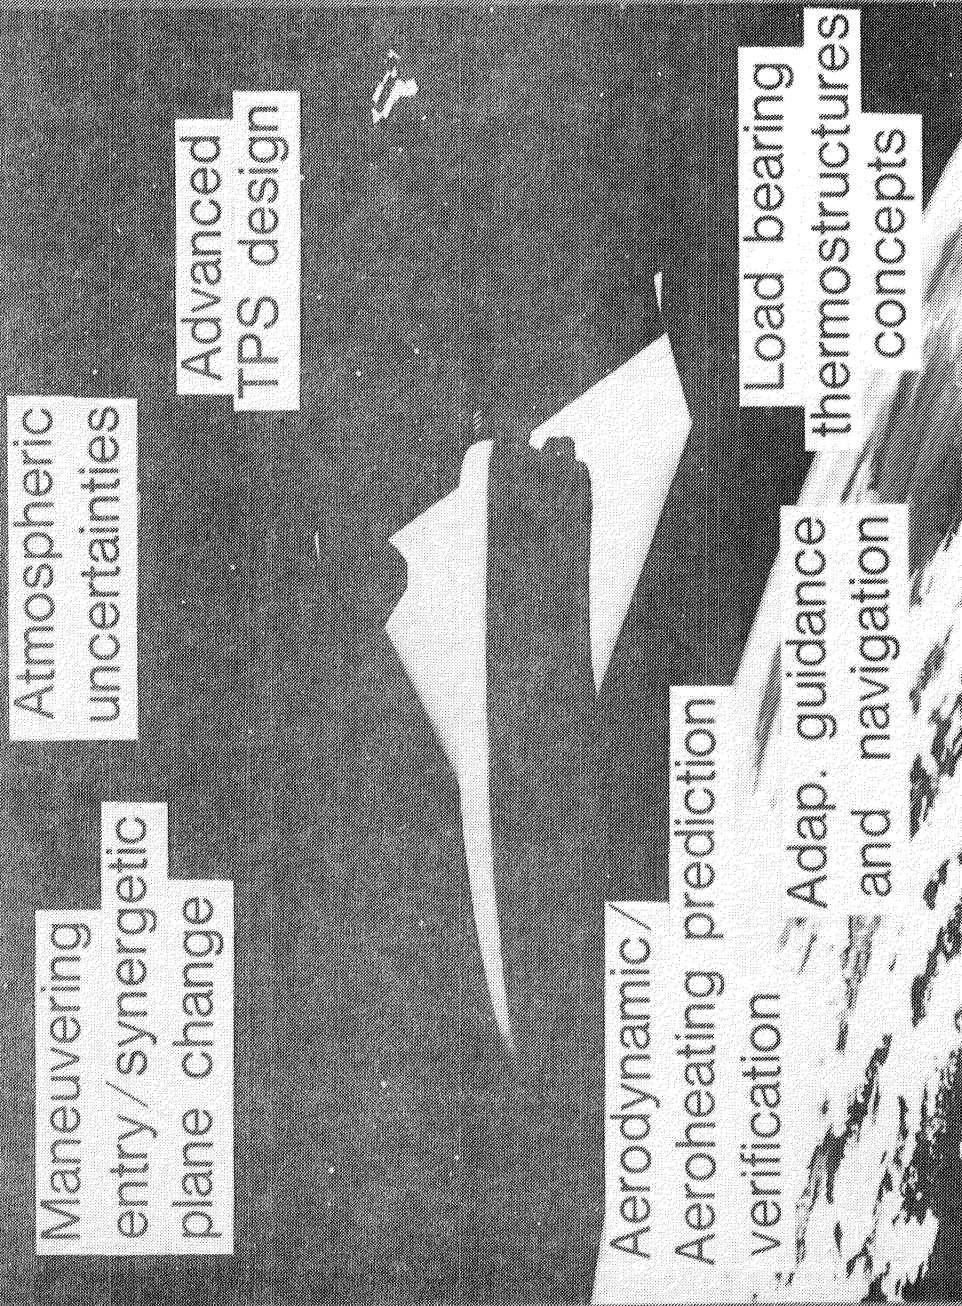 Maneuvering
entry/synergetic
plane change
Atmospheric
uncertainties
Advanced
TPS design
Aerodynamic/
Aeroheating prediction
verification
Adap. guidance
and navigation
Load bearing
thermostructures
concepts